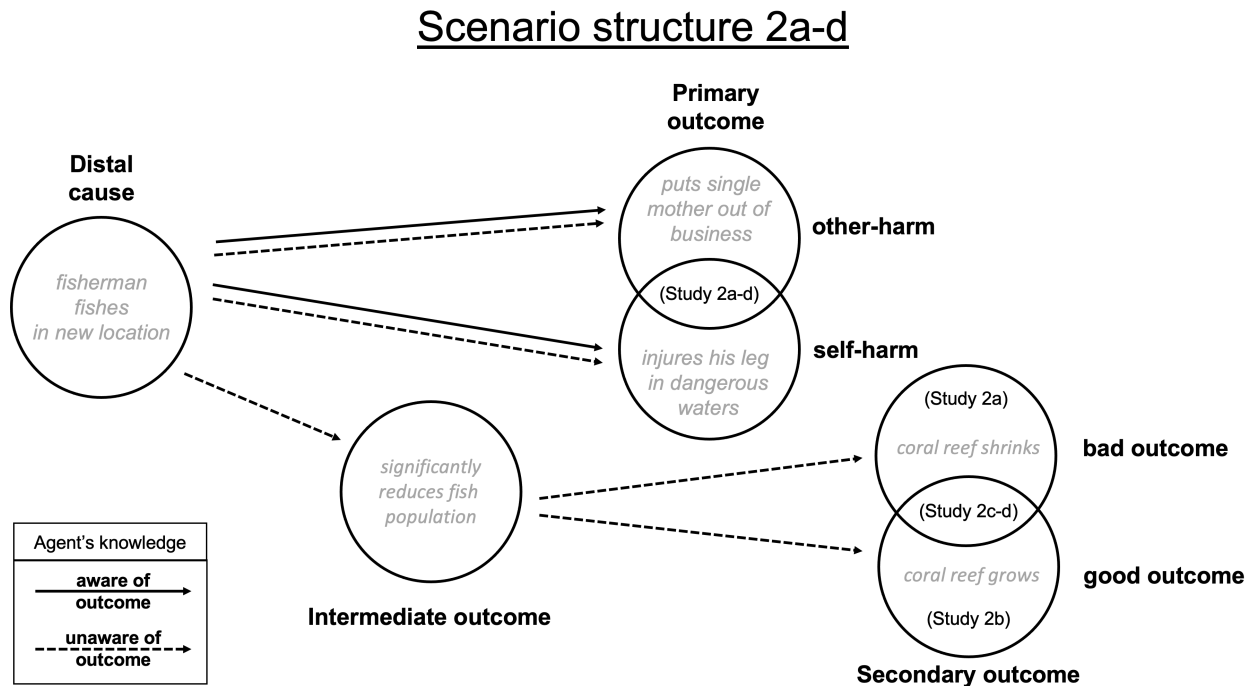 Scenario structure 2a-d
Distal
cause
fisherman
fishes
in new location
Primary
outcome
puts single
mother out of
business
other-harm
(Study 2a-d)
injures his leg
in dangerous
waters
self-harm
significantly
reduces fish
population
Intermediate outcome
(Study 2a)
coral reef shrinks
bad outcome
(Study 2c-d)
coral reef grows
good outcome
(Study 2b)
Secondary outcome
Agent’s knowledge
aware of
outcome
unaware of
outcome